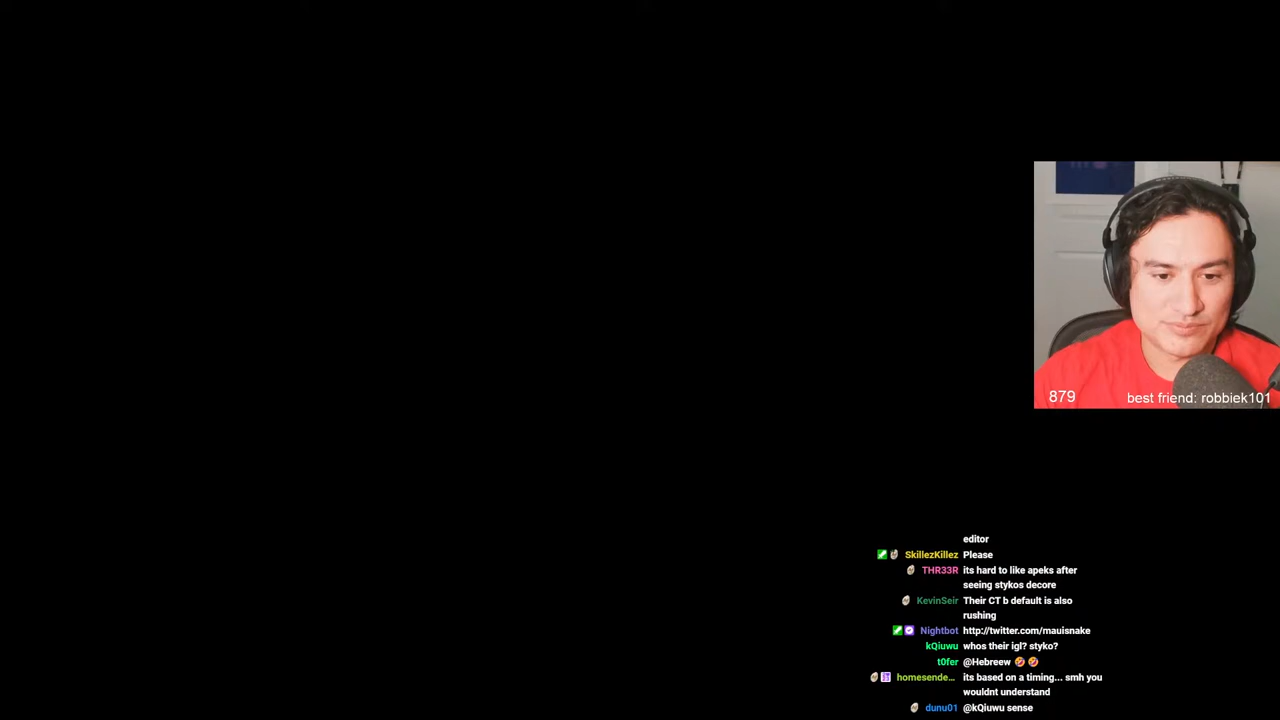 879
best friend: robbiek101
editor
SkillezKillez Please
THR33R its hard to like apeks after
seeing stykos decore
KevinSeir Their CT b default is also
rushing
Nightbot http://twitter.com/mauisnake
kQiuwu whos their igl? styko?
t0fer @Hebreew 🤣 🤣
homesende… its based on a timing... smh you
wouldnt understand
dunu01 @kQiuwu sense